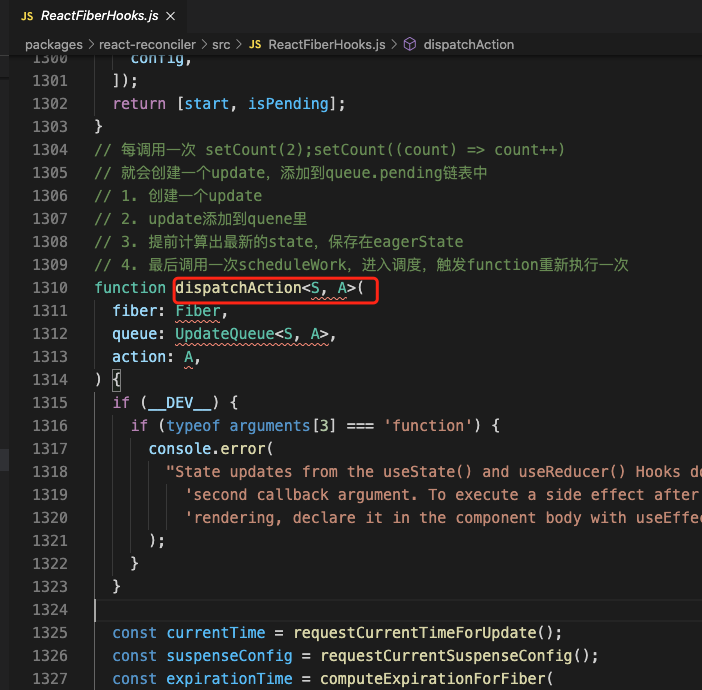 JS ReactFiberHooks.js ×
packages > react-reconciler > src > JS ReactFiberHooks.js > dispatchAction
1300 config,
1301 ]);
1302 return [start, isPending];
1303 }
1304 // 每调用一次 setCount(2);setCount((count) => count++)
1305 // 就会创建一个update，添加到queue.pending链表中
1306 // 1. 创建一个update
1307 // 2. update添加到quene里
1308 // 3. 提前计算出最新的state，保存在eagerState
1309 // 4. 最后调用一次scheduleWork，进入调度，触发function重新执行一次
1310 function dispatchAction<S, A>(
1311 fiber: Fiber,
1312 queue: UpdateQueue<S, A>,
1313 action: A,
1314 ) {
1315 if (__DEV__) {
1316 if (typeof arguments[3] === 'function') {
1317 console.error(
1318 "State updates from the useState() and useReducer() Hooks do
1319 'second callback argument. To execute a side effect after
1320 'rendering, declare it in the component body with useEffe
1321 );
1322 }
1323 }
1324
1325 const currentTime = requestCurrentTimeForUpdate();
1326 const suspenseConfig = requestCurrentSuspenseConfig();
1327 const expirationTime = computeExpirationForFiber(